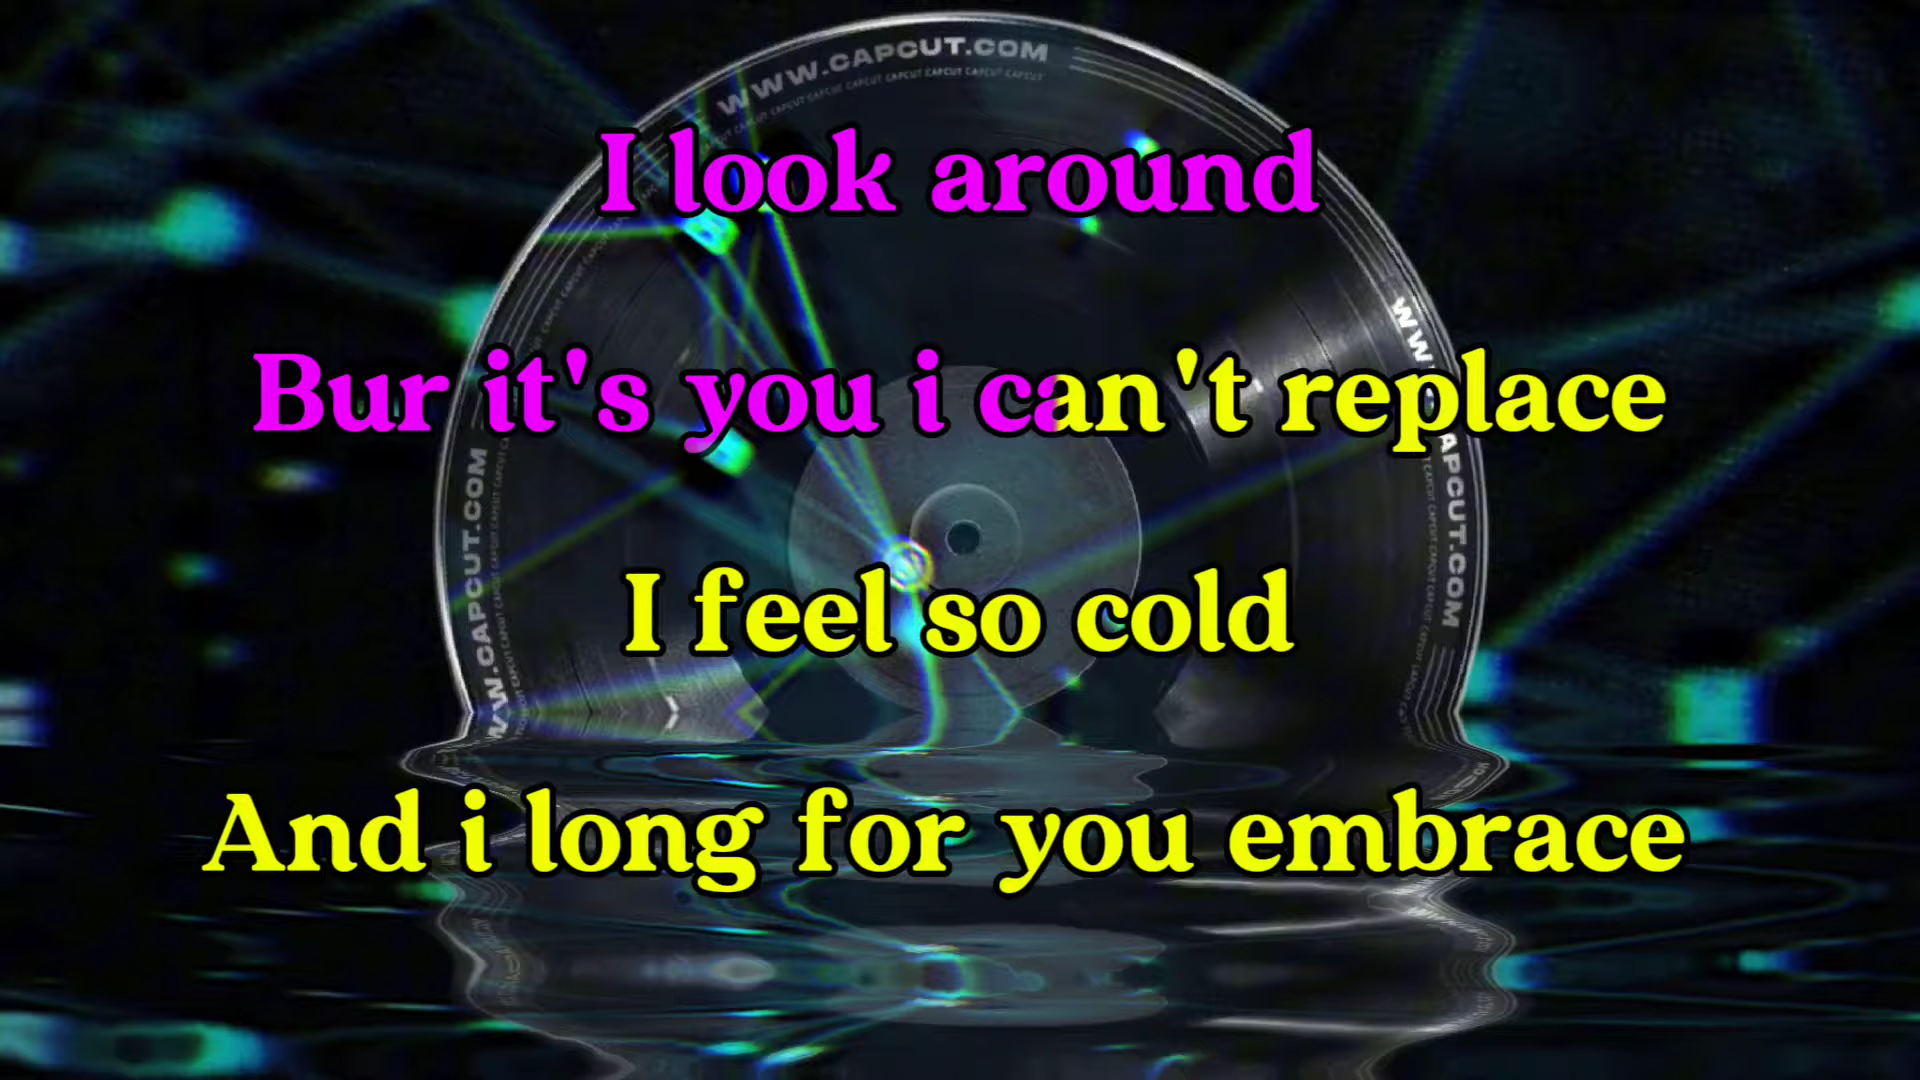 WWW.CAPCUT.COM
I look around
Bur it's you i can't replace
I feel so cold
And i long for you embrace